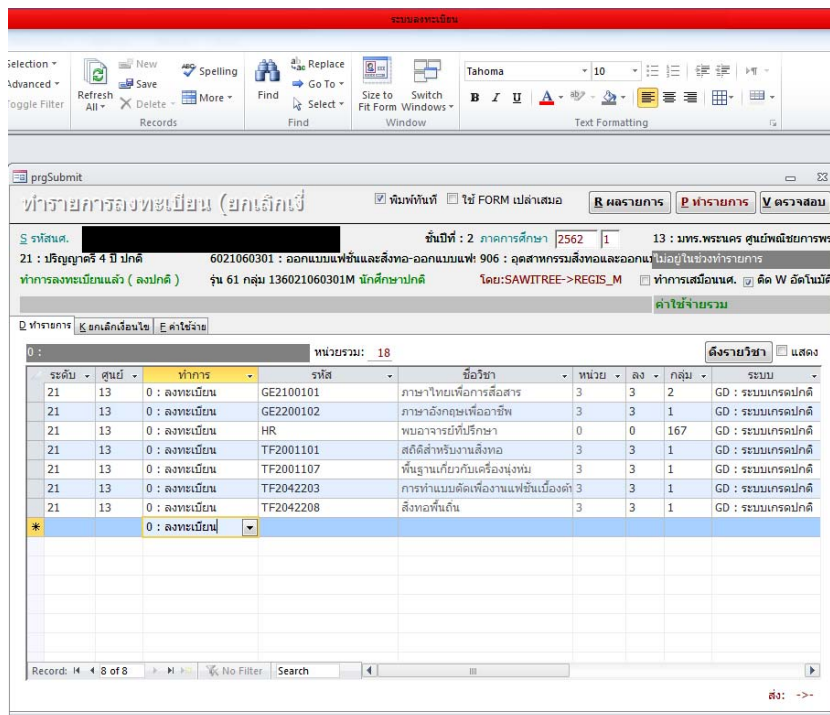 ระบบลงทะเบียน
Selection
Advanced
Toggle Filter
Refresh All
New
Save
Delete
Spelling
More
Records
Find
Replace
Go To
Select
Find
Size to Fit Form
Switch Windows
Window
Tahoma 10
B I U A
Text Formatting
prgSubmit
ทำรายการลงทะเบียน (ยกเลิกเงื่
พิมพ์ทันที ใช้ FORM เปล่าเสมอ R ผลรายการ P ทำรายการ V ตรวจสอบ
S รหัสนศ. ชั้นปีที่ : 2 ภาคการศึกษา 2562 1 13 : มทร.พระนคร ศูนย์พณิชยการพร
21 : ปริญญาตรี 4 ปี ปกติ 6021060301 : ออกแบบแฟชั่นและสิ่งทอ-ออกแบบแฟ: 906 : อุตสาหกรรมสิ่งทอและออกแ ไม่อยู่ในช่วงทำรายการ
ทำการลงทะเบียนแล้ว ( ลงปกติ ) รุ่น 61 กลุ่ม 136021060301M นักศึกษาปกติ โดย:SAWITREE->REGIS_M ทำการเสมือนนศ. ติด W อัตโนมัติ
ค่าใช้จ่ายรวม
D ทำรายการ K ยกเลิกเงื่อนไข E ค่าใช้จ่าย
0 : หน่วยรวม: 18 ดึงรายวิชา แสดง
ระดับ ศูนย์ ทำการ รหัส ชื่อวิชา หน่วย ลง กลุ่ม ระบบ
21 13 0 : ลงทะเบียน GE2100101 ภาษาไทยเพื่อการสื่อสาร 3 3 2 GD : ระบบเกรดปกติ
21 13 0 : ลงทะเบียน GE2200102 ภาษาอังกฤษเพื่ออาชีพ 3 3 1 GD : ระบบเกรดปกติ
21 13 0 : ลงทะเบียน HR พบอาจารย์ที่ปรึกษา 0 0 167 GD : ระบบเกรดปกติ
21 13 0 : ลงทะเบียน TF2001101 สถิติสำหรับงานสิ่งทอ 3 3 1 GD : ระบบเกรดปกติ
21 13 0 : ลงทะเบียน TF2001107 พื้นฐานเกี่ยวกับเครื่องนุ่งห่ม 3 3 1 GD : ระบบเกรดปกติ
21 13 0 : ลงทะเบียน TF2042203 การทำแบบตัดเพื่องานแฟชั่นเบื้องต้ 3 3 1 GD : ระบบเกรดปกติ
21 13 0 : ลงทะเบียน TF2042208 สิ่งทอพื้นถิ่น 3 3 1 GD : ระบบเกรดปกติ
0 : ลงทะเบียน
Record: 8 of 8 No Filter Search
ส่ง: ->-